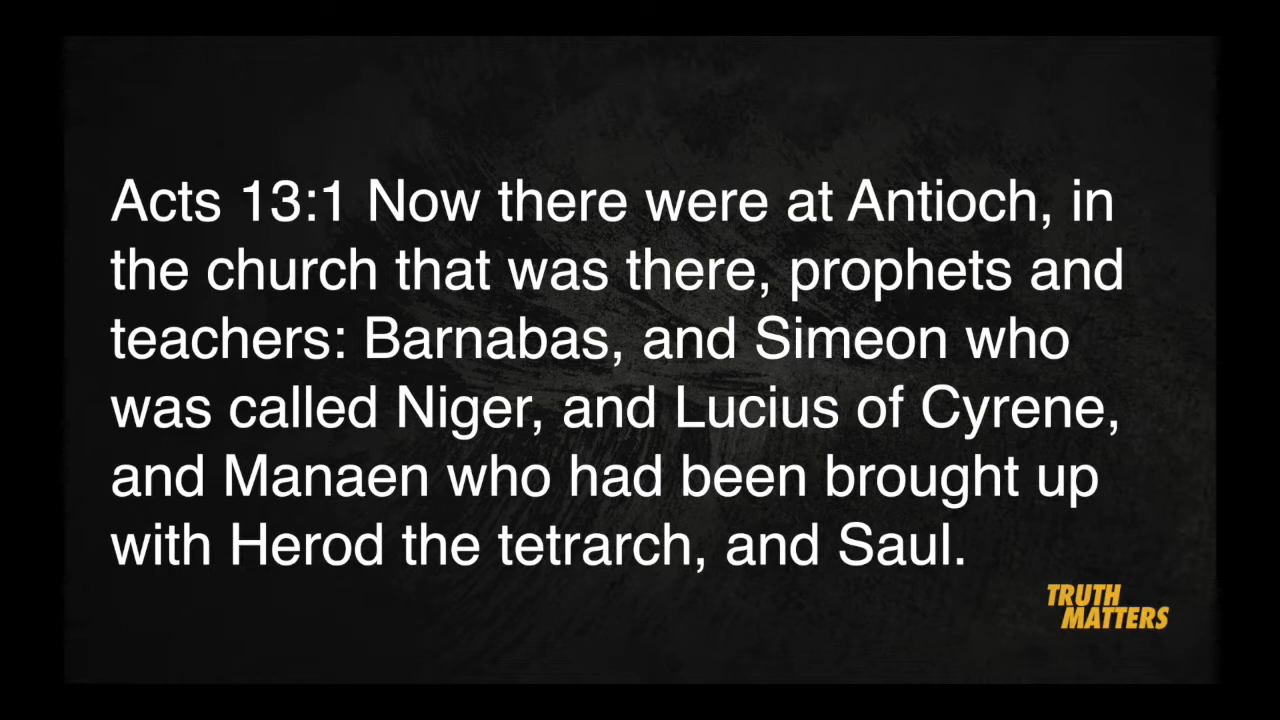 Acts 13:1 Now there were at Antioch, in
the church that was there, prophets and
teachers: Barnabas, and Simeon who
was called Niger, and Lucius of Cyrene,
and Manaen who had been brought up
with Herod the tetrarch, and Saul.
TRUTH
MATTERS